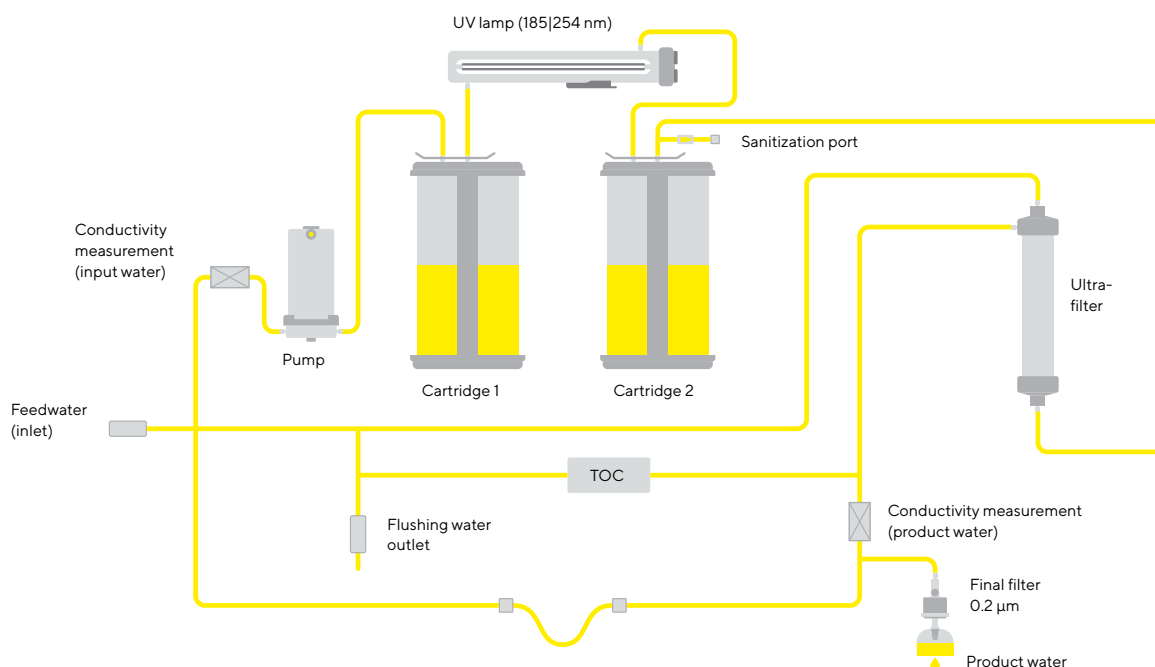 UV lamp (185|254 nm)
Sanitization port
Conductivity
measurement
(input water)
Ultra-
filter
Pump
Cartridge 1
Cartridge 2
Feedwater
(inlet)
TOC
Flushing water
outlet
Conductivity measurement
(product water)
Final filter
0.2 μm
Product water